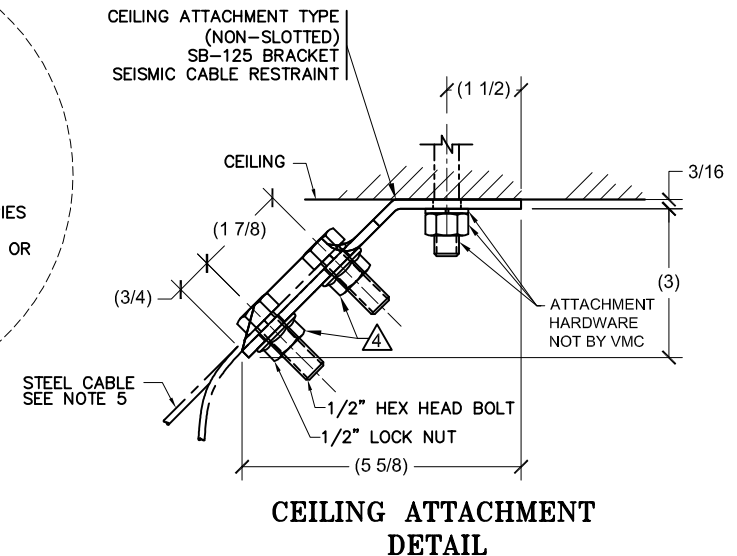 CEILING ATTACHMENT TYPE
(NON-SLOTTED)
SB-125 BRACKET
SEISMIC CABLE RESTRAINT
(1 1/2)
CEILING
3/16
IES
OR
(1 7/8)
(3/4)
(3)
ATTACHMENT
HARDWARE
NOT BY VMC
4
STEEL CABLE
SEE NOTE 5
1/2" HEX HEAD BOLT
1/2" LOCK NUT
(5 5/8)
CEILING ATTACHMENT
DETAIL